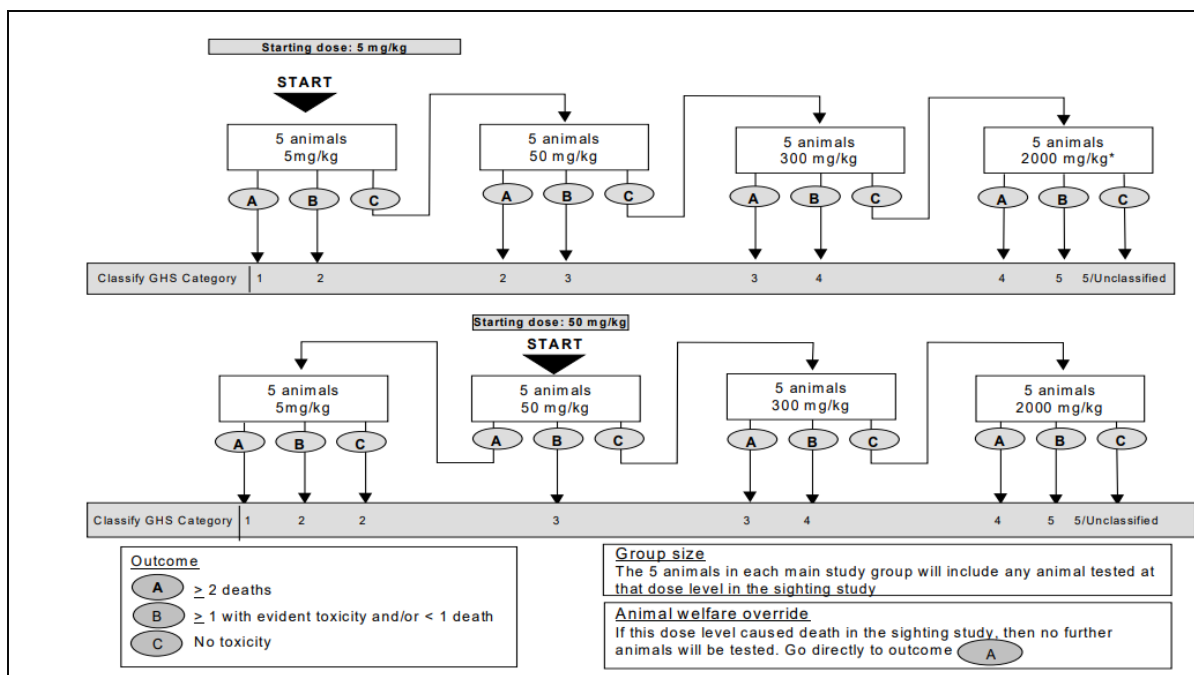 Starting dose: 5 mg/kg
START
5 animals
5mg/kg
5 animals
50 mg/kg
5 animals
300 mg/kg
5 animals
2000 mg/kg*
A B C A B C A B C A B C
Classify GHS Category 1 2 2 3 3 4 4 5 5/Unclassified
Starting dose: 50 mg/kg
START
5 animals
5mg/kg
5 animals
50 mg/kg
5 animals
300 mg/kg
5 animals
2000 mg/kg
A B C A B C A B C A B C
Classify GHS Category 1 2 2 3 3 4 4 5 5/Unclassified
Outcome
A ≥ 2 deaths
B ≥ 1 with evident toxicity and/or < 1 death
C No toxicity
Group size
The 5 animals in each main study group will include any animal tested at
that dose level in the sighting study
Animal welfare override
If this dose level caused death in the sighting study, then no further
animals will be tested. Go directly to outcome A